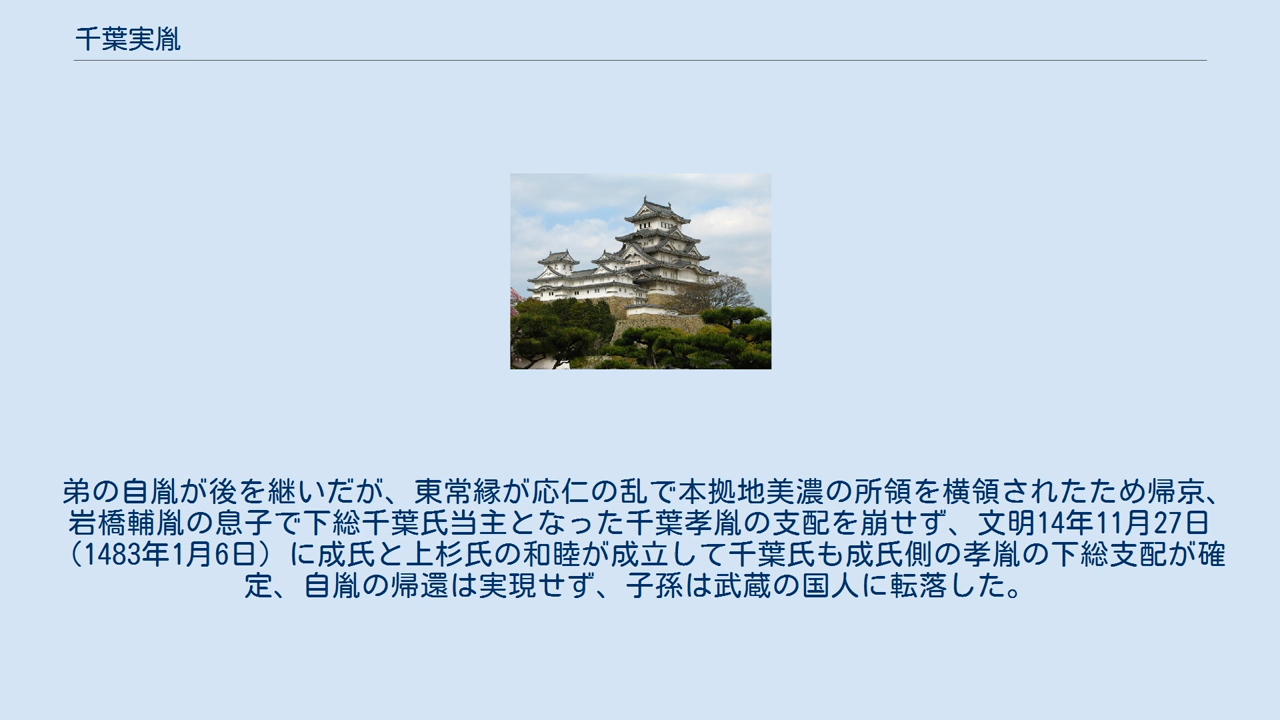 千葉実胤
弟の自胤が後を継いだが、東常縁が応仁の乱で本拠地美濃の所領を横領されたため帰京、
岩橋輔胤の息子で下総千葉氏当主となった千葉孝胤の支配を崩せず、文明14年11月27日
（1483年1月6日）に成氏と上杉氏の和睦が成立して千葉氏も成氏側の孝胤の下総支配が確
定、自胤の帰還は実現せず、子孫は武蔵の国人に転落した。